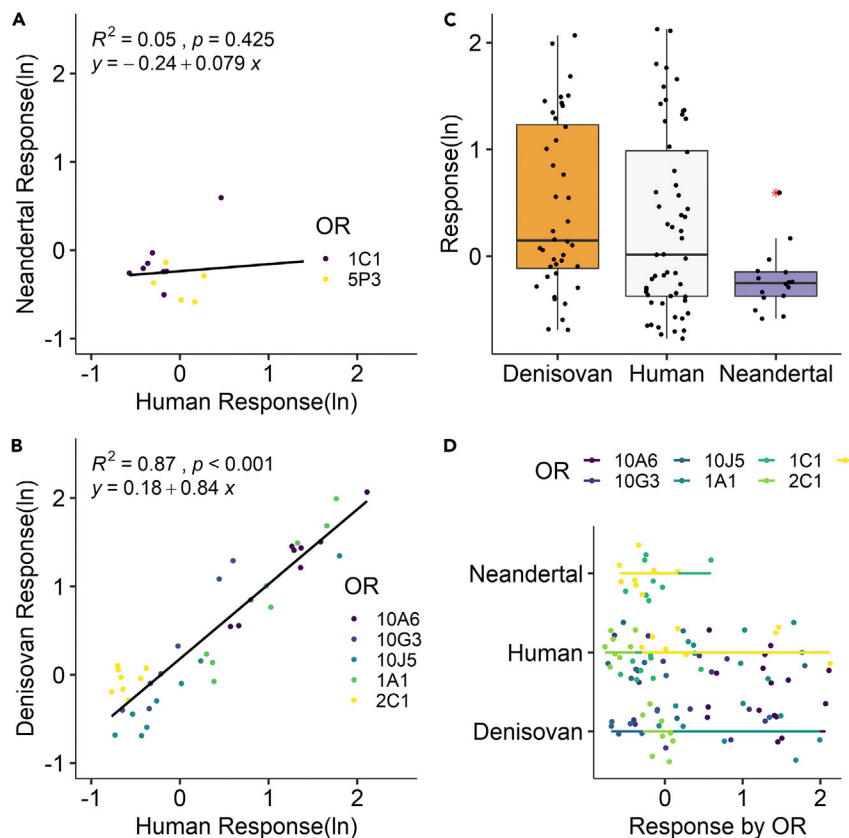 A
R² = 0.05 , p = 0.425
y = − 0.24 + 0.079 x
Neandertal Response(ln)
2
1
0
-1
OR
1C1
5P3
-1 0 1 2
Human Response(ln)
B
R² = 0.87 , p < 0.001
y = 0.18 + 0.84 x
Denisovan Response(ln)
2
1
0
-1
OR
10A6
10G3
10J5
1A1
2C1
-1 0 1 2
Human Response(ln)
C
Response(ln)
2
1
0
*
Denisovan Human Neandertal
D
OR
10A6 10J5 1C1
10G3 1A1 2C1
Neandertal
Human
Denisovan
0 1 2
Response by OR